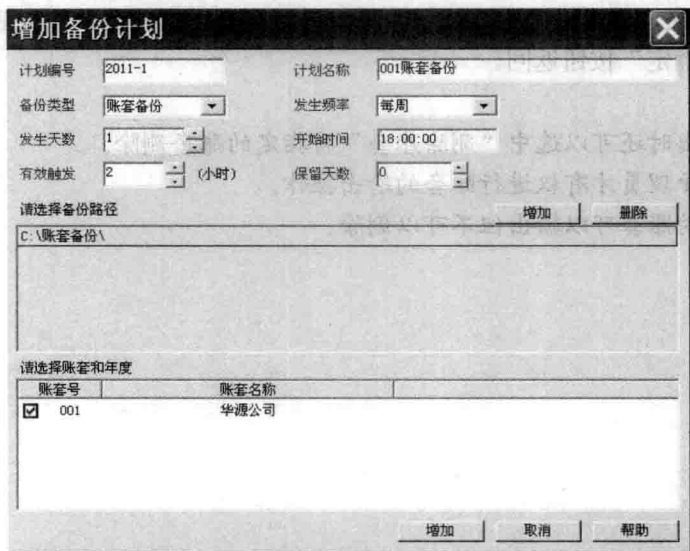 增加备份计划
计划编号 2011-1 计划名称 001账套备份
备份类型 账套备份 发生频率 每周
发生天数 1 开始时间 18:00:00
有效触发 2 (小时) 保留天数 0
请选择备份路径 增加 删除
C:\账套备份\
请选择账套和年度
账套号 账套名称
001 华源公司
增加 取消 帮助